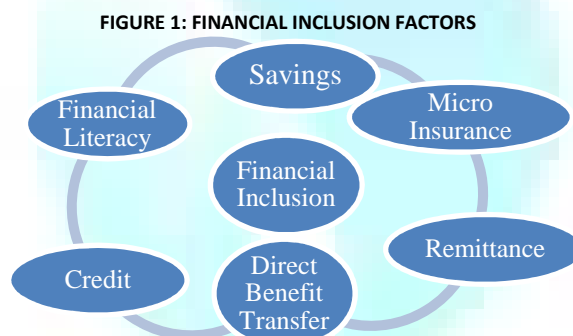 FIGURE 1: FINANCIAL INCLUSION FACTORS
Savings
Micro
Insurance
Financial
Literacy
Financial
Inclusion
Remittance
Credit
Direct
Benefit
Transfer